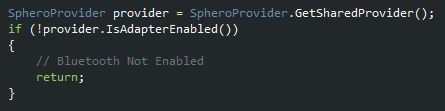 SpheroProvider provider = SpheroProvider.GetSharedProvider();
if (!provider.IsAdapterEnabled())
{
    // Bluetooth Not Enabled
    return;
}